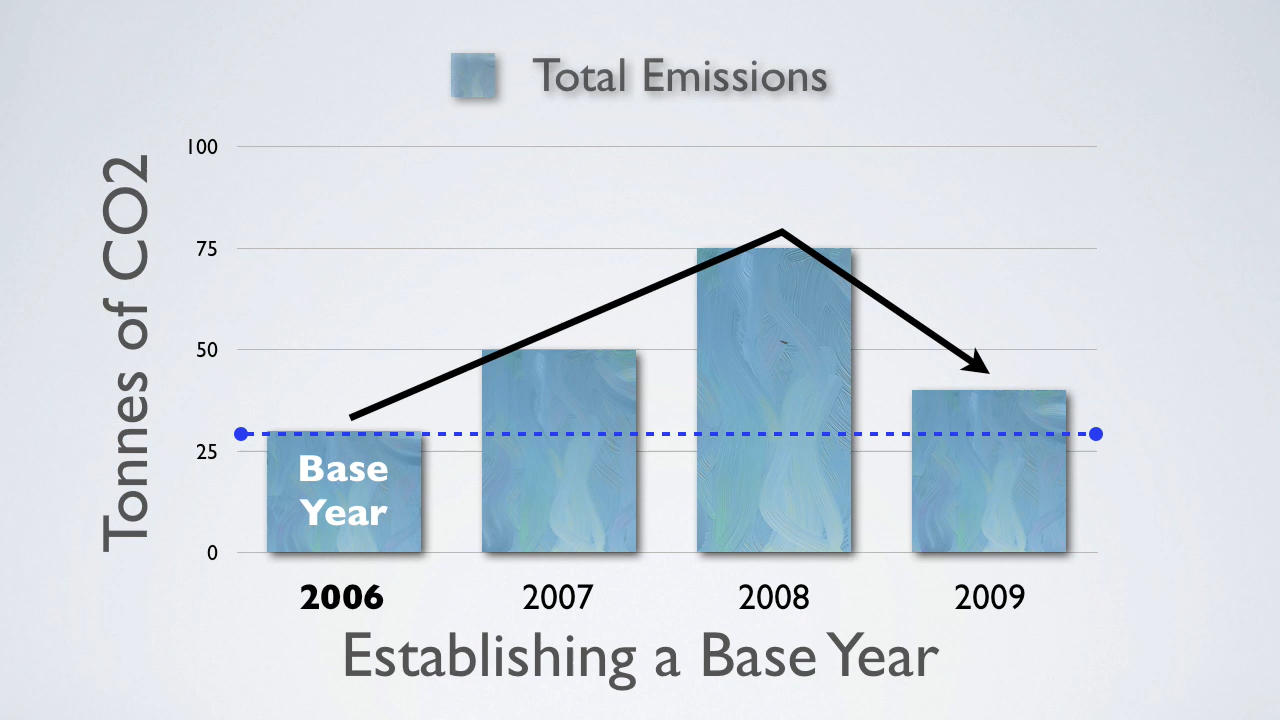 Total Emissions
Tonnes of CO2
100
75
50
25
0
Base
Year
2006 2007 2008 2009
Establishing a Base Year